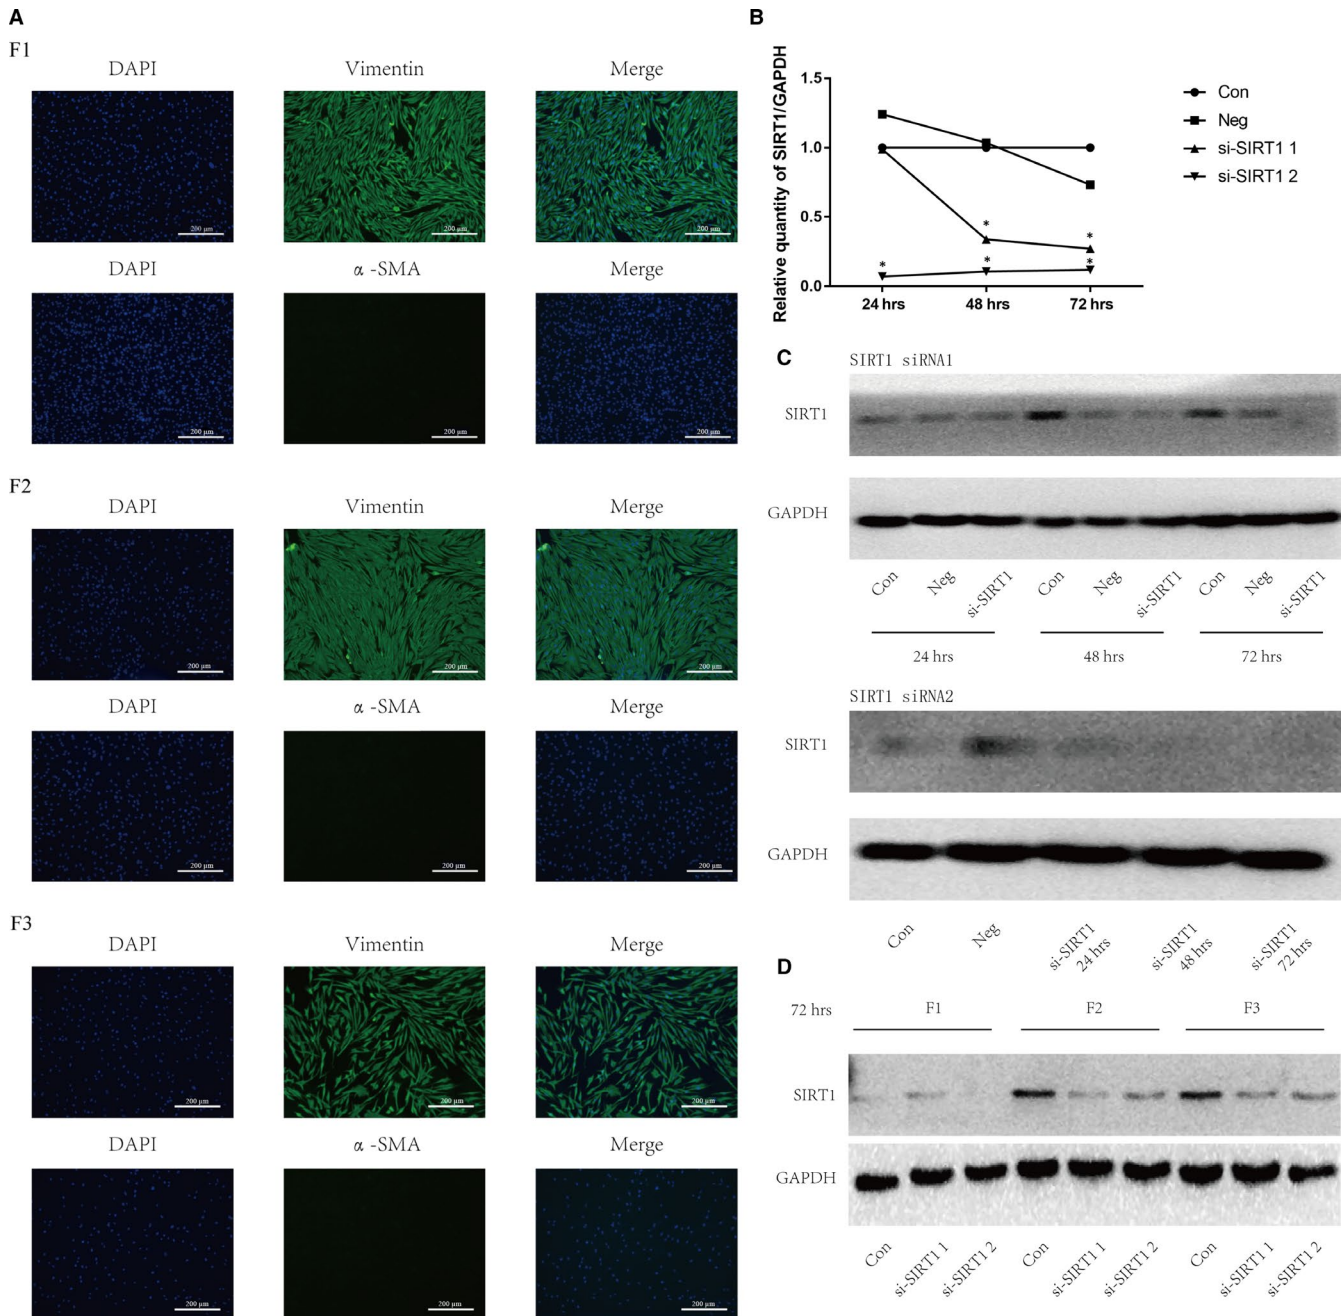 A
F1
DAPI Vimentin Merge
200 μm 200 μm 200 μm
DAPI α-SMA Merge
200 μm 200 μm 200 μm
F2
DAPI Vimentin Merge
200 μm 200 μm 200 μm
DAPI α-SMA Merge
200 μm 200 μm 200 μm
F3
DAPI Vimentin Merge
200 μm 200 μm 200 μm
DAPI α-SMA Merge
200 μm 200 μm 200 μm
B
Relative quantity of SIRT1/GAPDH
1.5
1.0
0.5
0.0
* * *
* * *
24 hrs 48 hrs 72 hrs
Con
Neg
si-SIRT1 1
si-SIRT1 2
C
SIRT1 siRNA1
SIRT1
GAPDH
Con Neg si-SIRT1 Con Neg si-SIRT1 Con Neg si-SIRT1
24 hrs 48 hrs 72 hrs
SIRT1 siRNA2
SIRT1
GAPDH
Con Neg si-SIRT1 24 hrs si-SIRT1 48 hrs si-SIRT1 72 hrs
D
72 hrs F1 F2 F3
SIRT1
GAPDH
Con si-SIRT1 1 si-SIRT1 2 Con si-SIRT1 1 si-SIRT1 2 Con si-SIRT1 1 si-SIRT1 2